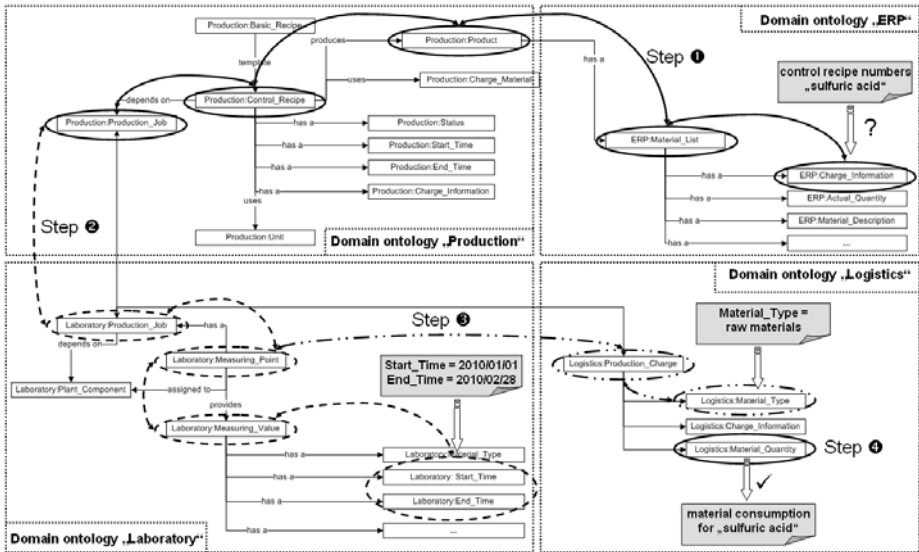 Production:Basic_Recipe
template
produces
Production:Product
uses
Production:Charge_Material
depends on
Production:Control_Recipe
Production:Production_Job
has a
Production:Status
has a
Production:Start_Time
has a
Production:End_Time
has a
Production:Charge_Information
uses
Production:Unit
Domain ontology „Production“
Step ❷
Domain ontology „ERP“
has a
Step ❶
control recipe numbers
„sulfuric acid“
?
ERP:Material_List
has a
ERP:Charge_Information
has a
ERP:Actual_Quantity
has a
ERP:Material_Description
has a
...
Laboratory:Production_Job
has a
depends on
Laboratory:Measuring_Point
Laboratory:Plant_Component
assigned to
provides
Laboratory:Measuring_Value
Step ❸
Start_Time = 2010/01/01
End_Time = 2010/02/28
has a
Laboratory:Material_Type
has a
Laboratory: Start_Time
has a
Laboratory:End_Time
has a
...
Domain ontology „Laboratory“
Domain ontology „Logistics“
Material_Type =
raw materials
Logistics:Production_Charge
Logistics:Material_Type
Logistics:Charge_Information
Logistics:Material_Quantity
Step ❹
material consumption
for „sulfuric acid“